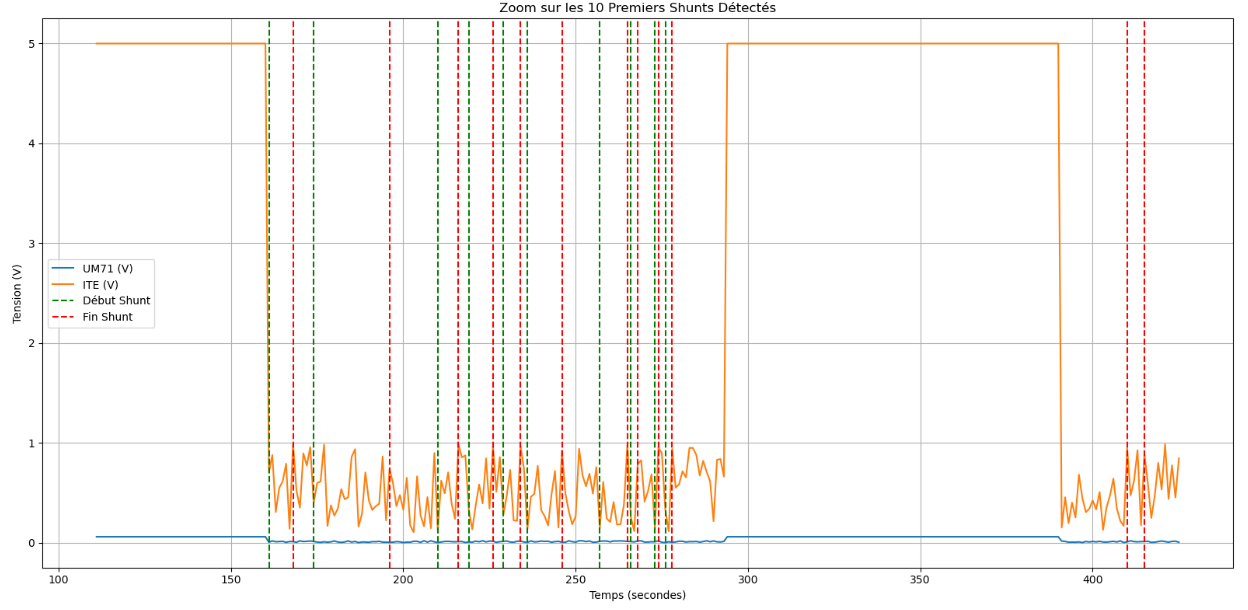 Zoom sur les 10 Premiers Shunts Détectés
Tension (V)
5
4
3
2
1
0
UM71 (V)
ITE (V)
Début Shunt
Fin Shunt
100 150 200 250 300 350 400
Temps (secondes)